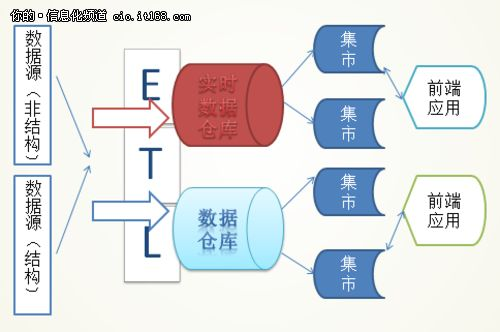 你的·信息化频道 cio.it168.com
数据源（非结构）
数据源（结构）
E
T
L
实时
数据
仓库
数据
仓库
集
市
集
市
集
市
集
市
前端
应用
前端
应用